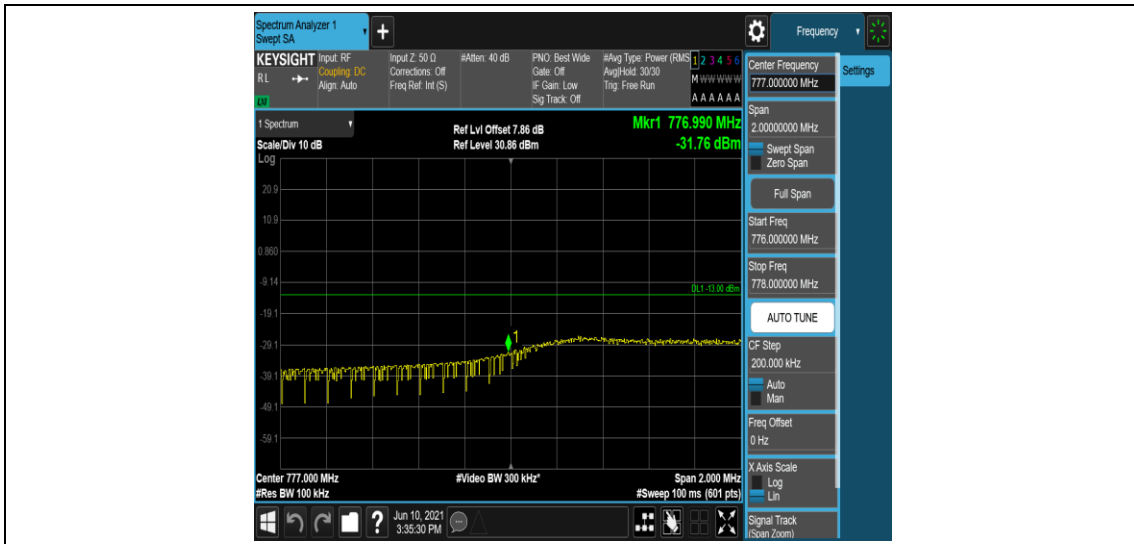 Spectrum Analyzer 1
Swept SA
+
Frequency
KEYSIGHT
Input: RF
Coupling: DC
Align: Auto
R L
LXI
Input Z: 50 Ω
Corrections: Off
Freq Ref: Int (S)
#Atten: 40 dB
PNO: Best Wide
Gate: Off
IF Gain: Low
Sig Track: Off
#Avg Type: Power (RMS
Avg|Hold: 30/30
Trig: Free Run
1 2 3 4 5 6
M W W W W W
A A A A A A
1 Spectrum
Scale/Div 10 dB
Ref Lvl Offset 7.86 dB
Ref Level 30.86 dBm
Mkr1 776.990 MHz
-31.76 dBm
Log
20.9
10.9
0.860
-9.14
-19.1
-29.1
-39.1
-49.1
-59.1
DL1 -13.00 dBm
1
Center 777.000 MHz
#Res BW 100 kHz
#Video BW 300 kHz*
Span 2.000 MHz
#Sweep 100 ms (601 pts)
Center Frequency
777.000000 MHz
Settings
Span
2.00000000 MHz
Swept Span
Zero Span
Full Span
Start Freq
776.000000 MHz
Stop Freq
778.000000 MHz
AUTO TUNE
CF Step
200.000 kHz
Auto
Man
Freq Offset
0 Hz
X Axis Scale
Log
Lin
Signal Track
(Span Zoom)
?
Jun 10, 2021
3:35:30 PM